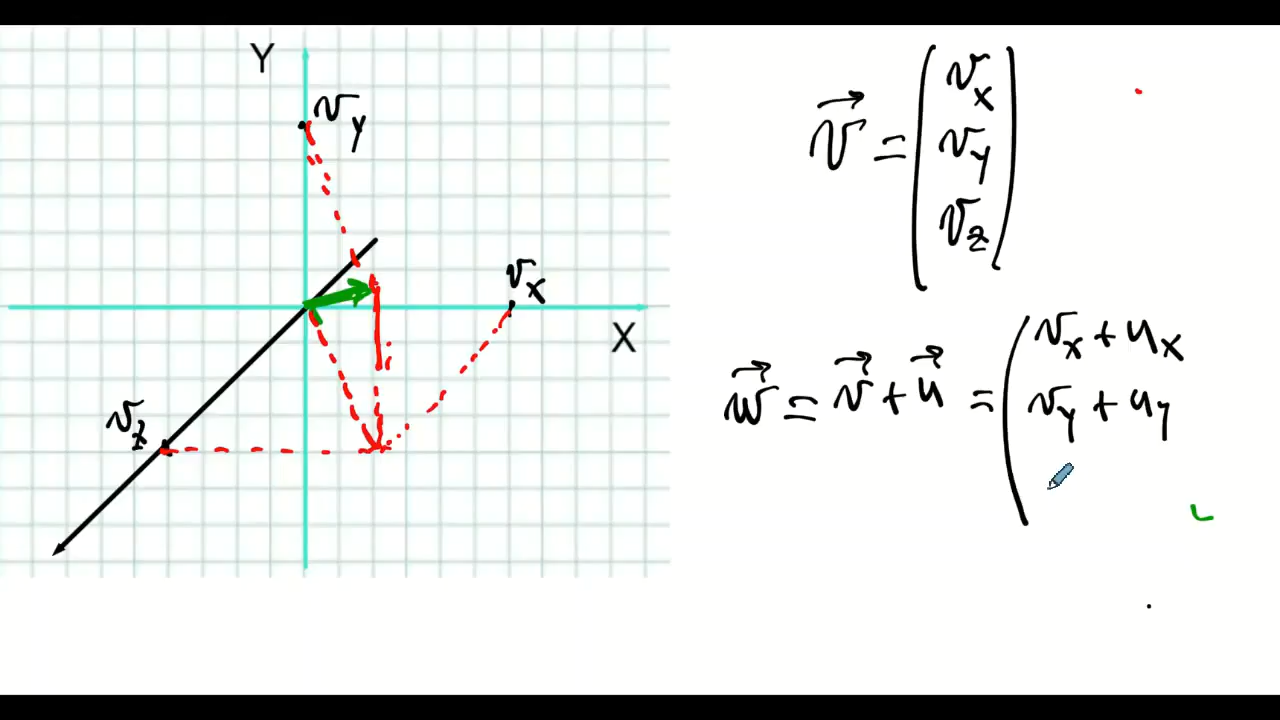 Y
v_y
v_x
X
v_z
v⃗ = (v_x
v_y
v_z)
w⃗ = v⃗ + u⃗ = (v_x + u_x
v_y + u_y